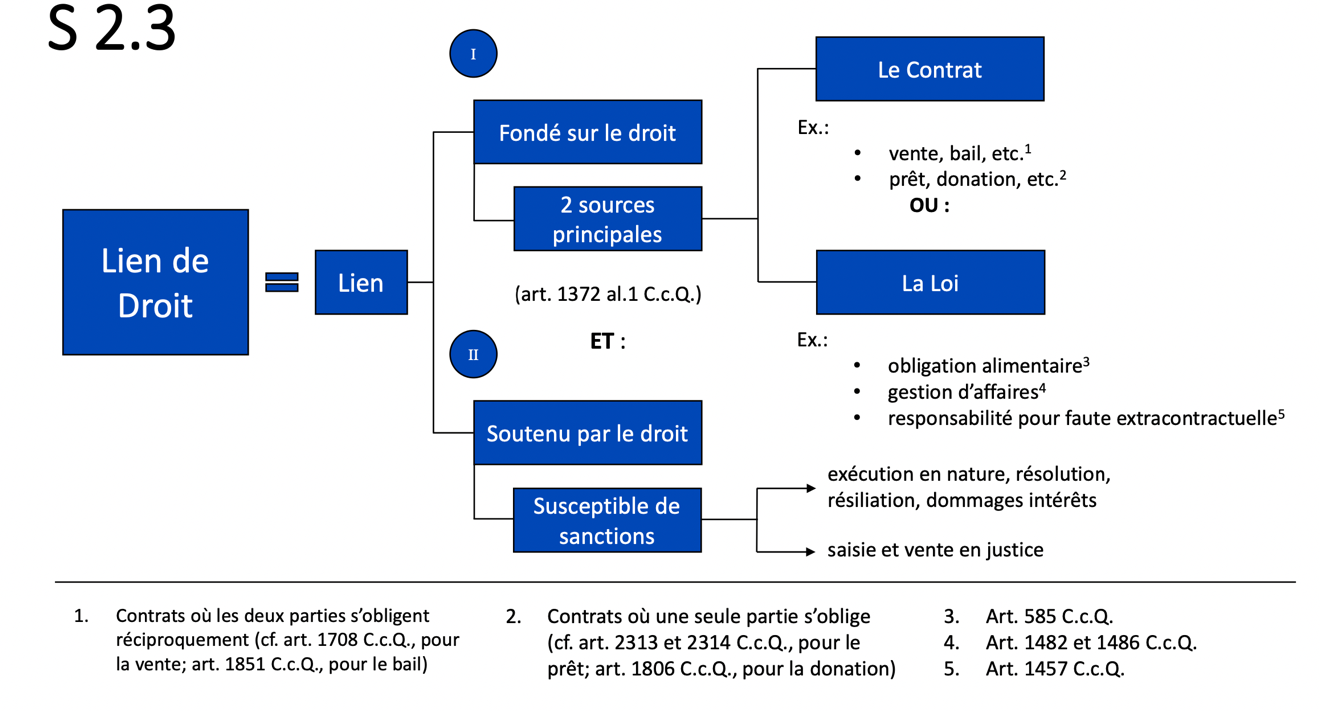 S 2.3
I
Fondé sur le droit
2 sources
principales
(art. 1372 al.1 C.c.Q.)
ET :
Le Contrat
Ex.:
• vente, bail, etc.¹
• prêt, donation, etc.²
OU :
La Loi
Ex.:
• obligation alimentaire³
• gestion d’affaires⁴
• responsabilité pour faute extracontractuelle⁵
Lien de
Droit
=
Lien
II
Soutenu par le droit
Susceptible de
sanctions
exécution en nature, résolution,
résiliation, dommages intérêts
saisie et vente en justice
1. Contrats où les deux parties s’obligent
réciproquement (cf. art. 1708 C.c.Q., pour
la vente; art. 1851 C.c.Q., pour le bail)
2. Contrats où une seule partie s’oblige
(cf. art. 2313 et 2314 C.c.Q., pour le
prêt; art. 1806 C.c.Q., pour la donation)
3. Art. 585 C.c.Q.
4. Art. 1482 et 1486 C.c.Q.
5. Art. 1457 C.c.Q.